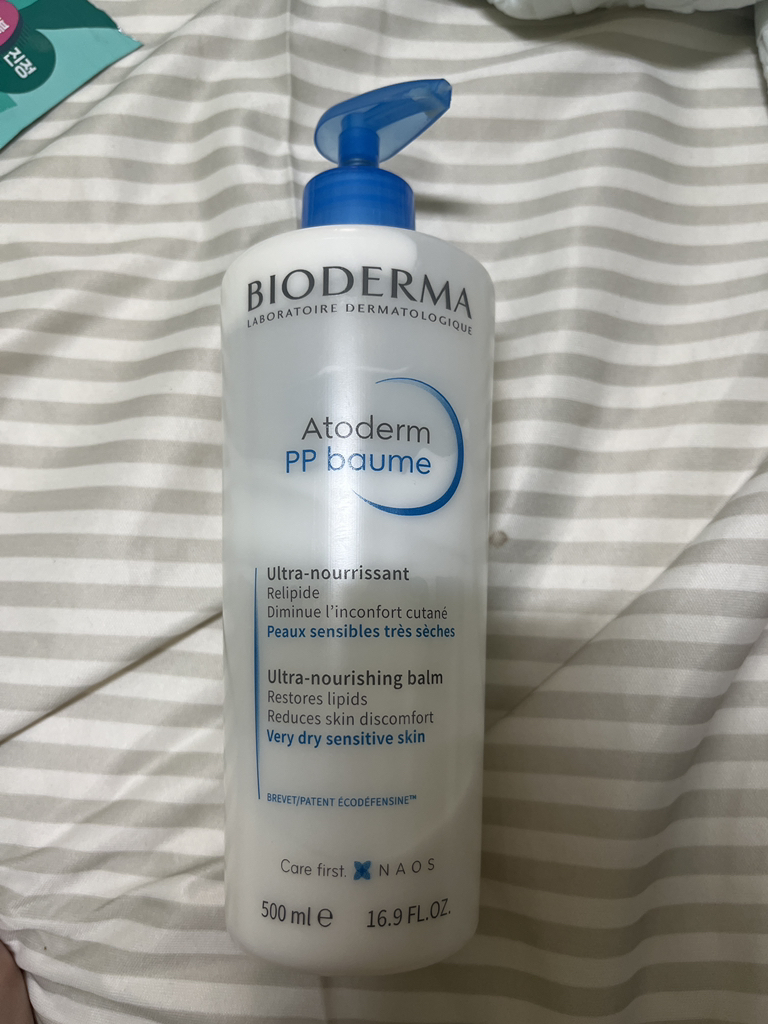 진정
BIODERMA
LABORATOIRE DERMATOLOGIQUE
Atoderm
PP baume
Ultra-nourrissant
Relipide
Diminue l'inconfort cutané
Peaux sensibles très sèches
Ultra-nourishing balm
Restores lipids
Reduces skin discomfort
Very dry sensitive skin
BREVET/PATENT ÉCODÉFENSINE™
Care first. NAOS
500 ml ℮ 16.9 FL.OZ.